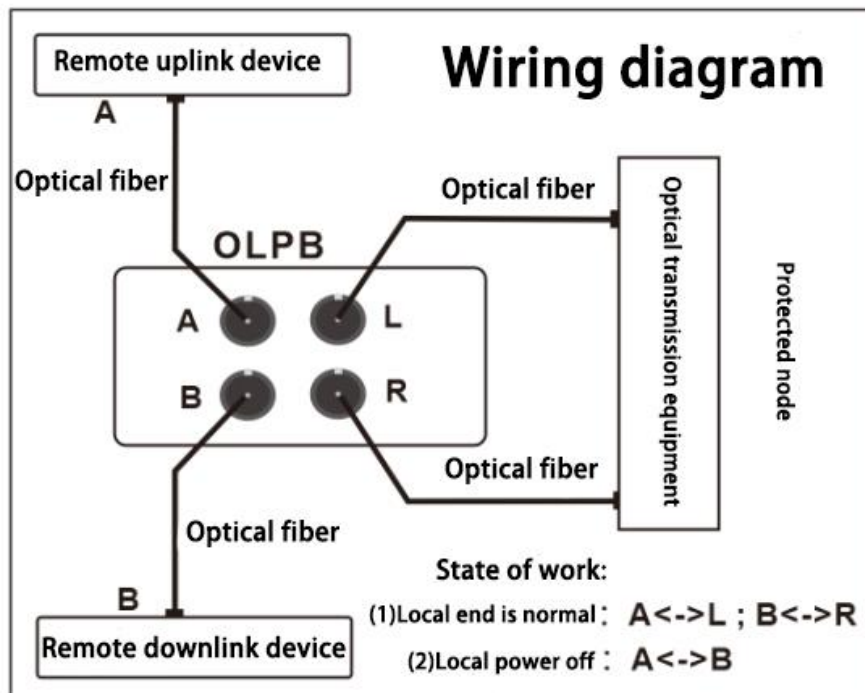 Remote uplink device
Wiring diagram
A
Optical fiber
Optical fiber
OLPB
A
L
B
R
Optical transmission equipment
Protected node
Optical fiber
Optical fiber
State of work:
B
(1)Local end is normal: A<->L ; B<->R
Remote downlink device
(2)Local power off : A<->B